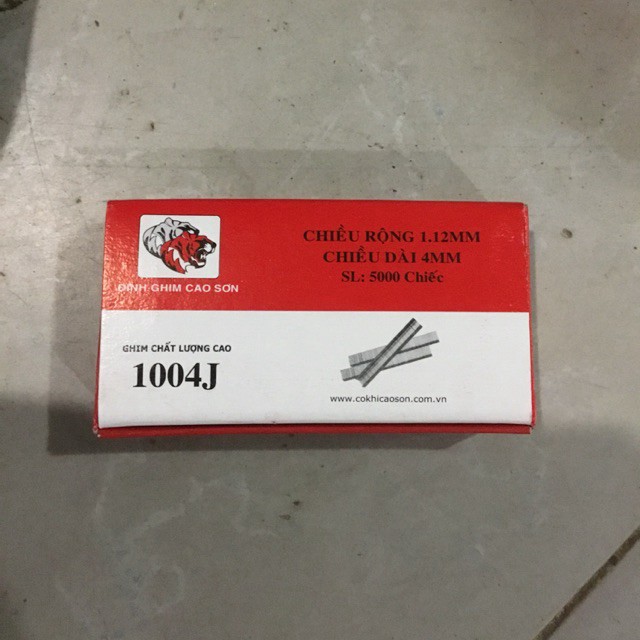 CHIỀU RỘNG 1.12MM
CHIỀU DÀI 4MM
SL: 5000 Chiếc
ĐINH GHIM CAO SƠN
GHIM CHẤT LƯỢNG CAO
1004J
www.cokhicaoson.com.vn